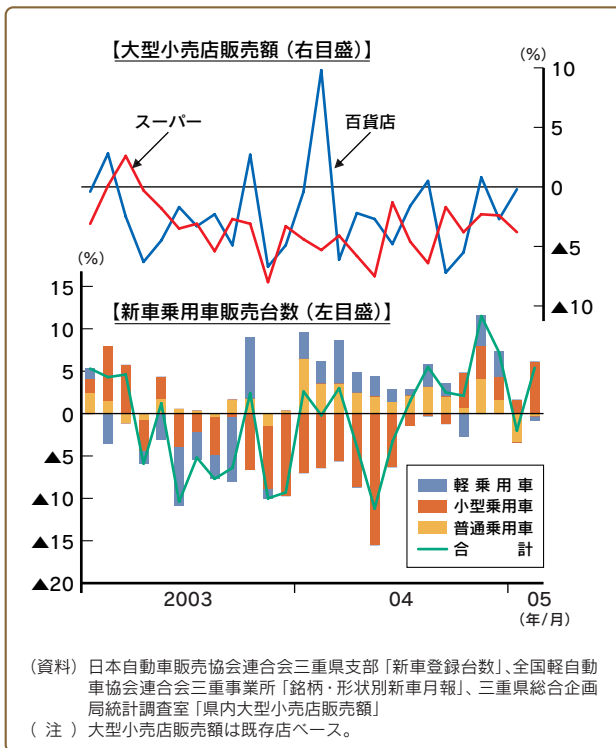 【大型小売店販売額（右目盛）】
(%)
10
スーパー
百貨店
5
0
▲5
▲10
(%)
【新車乗用車販売台数（左目盛）】
15
10
5
0
▲5
▲10
▲15
▲20
軽乗用車
小型乗用車
普通乗用車
合計
2003
04
05
(年/月)
（資料）日本自動車販売協会連合会三重県支部「新車登録台数」、全国軽自動
車協会連合会三重事務所「銘柄・形状別新車月報」、三重県総合企画
局統計調査室「県内大型小売店販売額」
（ 注 ）大型小売店販売額は既存店ベース。